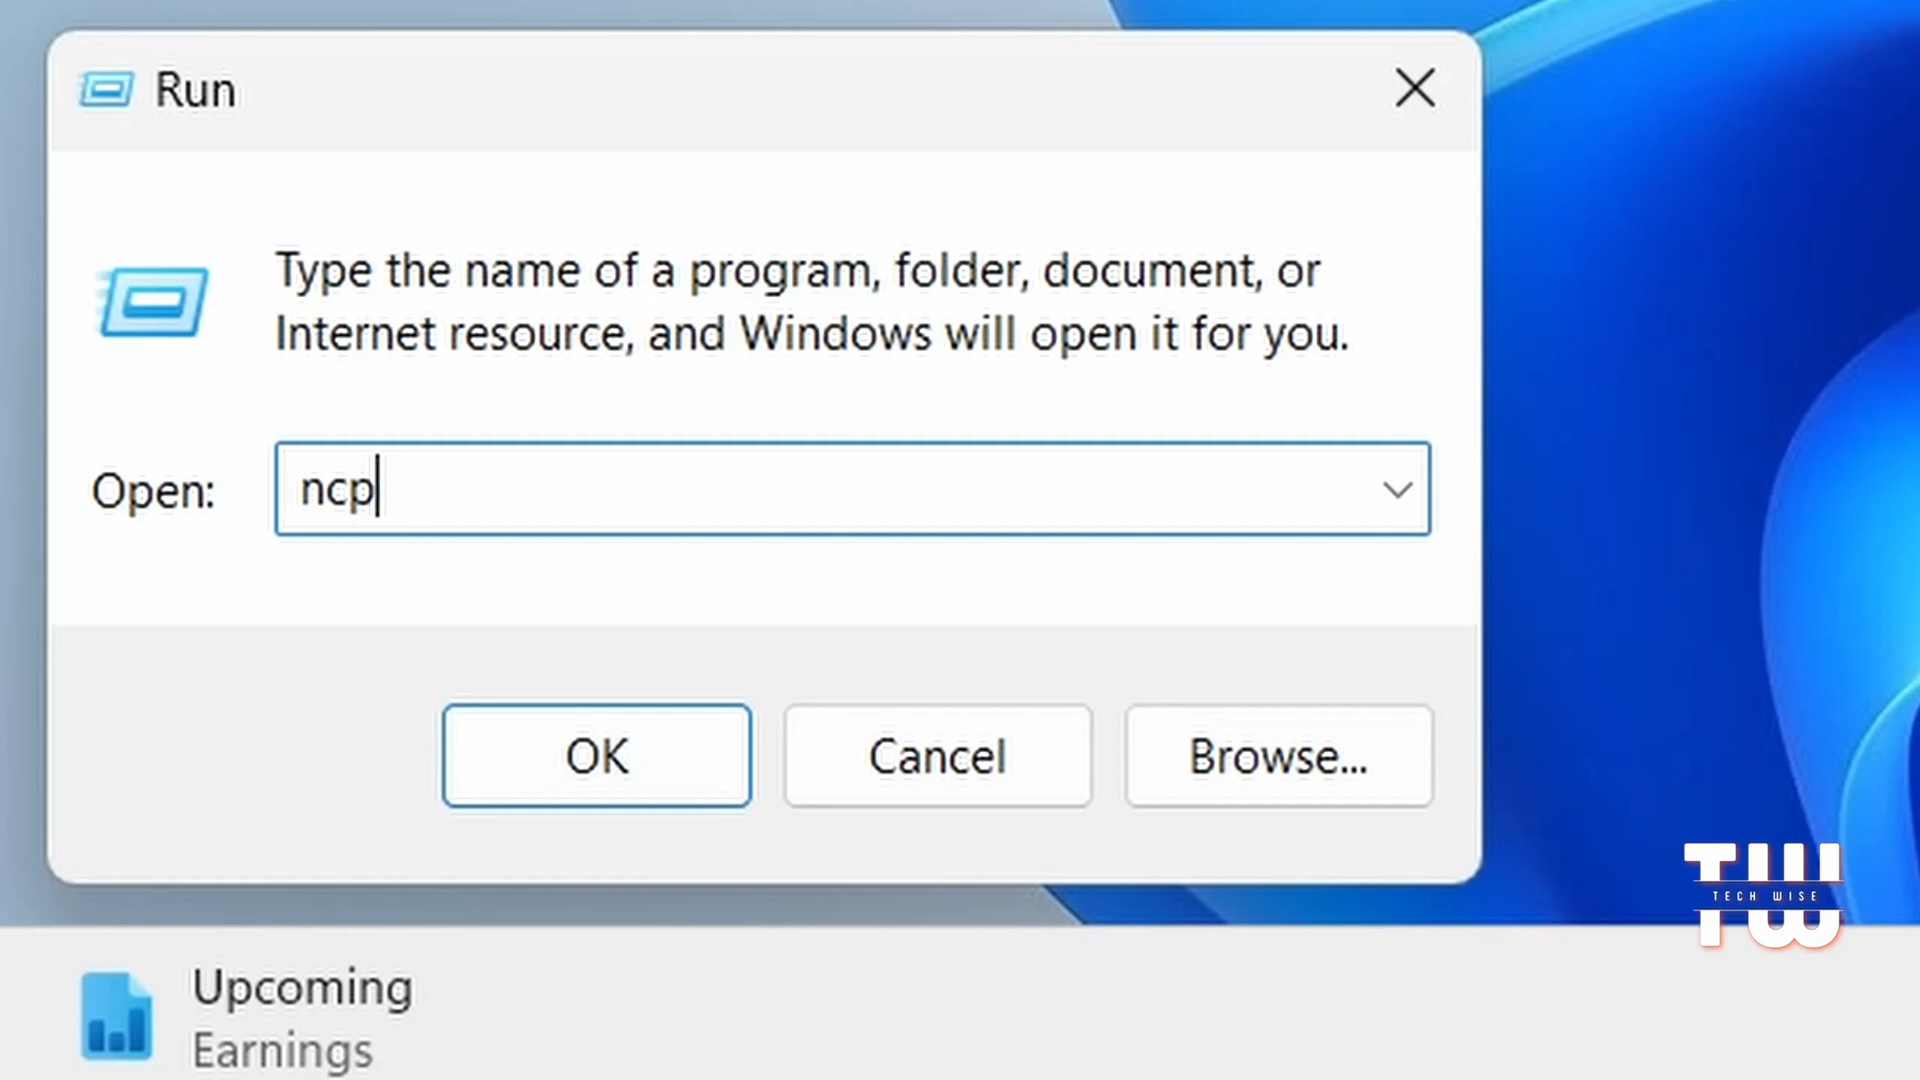 Run
Type the name of a program, folder, document, or
Internet resource, and Windows will open it for you.
Open:
ncp
OK
Cancel
Browse...
TW
TECH WISE
Upcoming
Earnings